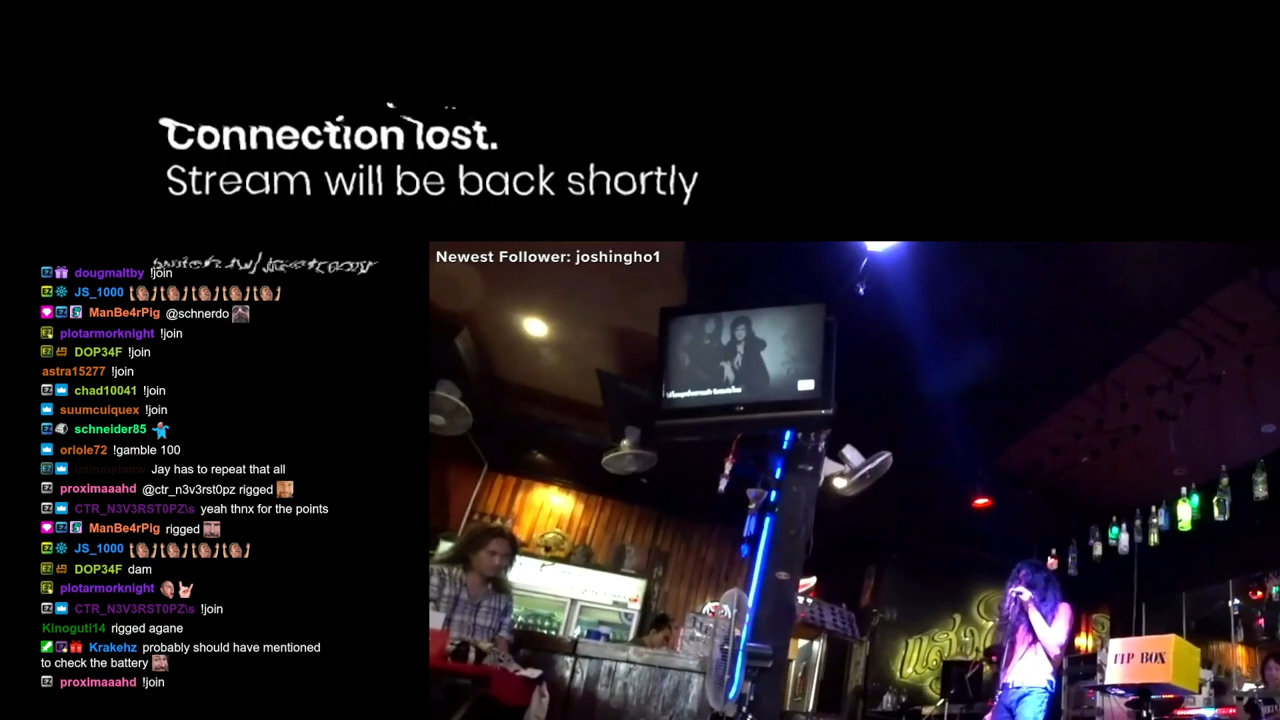 Connection lost.
Stream will be back shortly
Newest Follower: joshingho1
dougmaltby !join
JS_1000
ManBe4rPig @schnerdo
plotarmorknight !join
DOP34F !join
astra15277 !join
chad10041 !join
suumcuiquex !join
schneider85
oriole72 !gamble 100
Jay has to repeat that all
proximaaahd @ctr_n3v3rst0pz rigged
CTR_N3V3RST0PZ\s yeah thnx for the points
ManBe4rPig rigged
JS_1000
DOP34F dam
plotarmorknight
CTR_N3V3RST0PZ\s !join
Kinoguti14 rigged agane
Krakehz probably should have mentioned
to check the battery
proximaaahd !join
TIP BOX